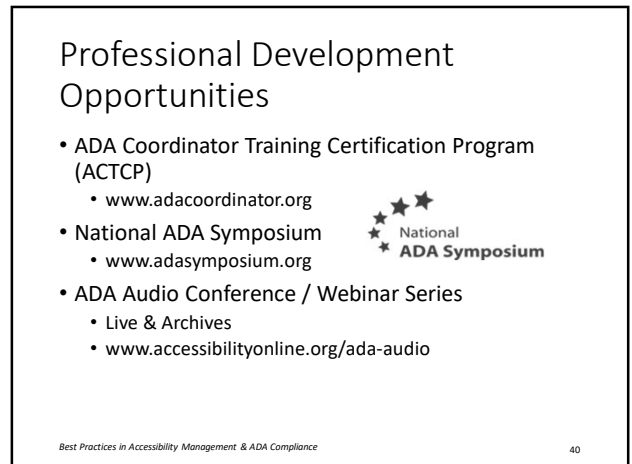 Professional Development
Opportunities
• ADA Coordinator Training Certification Program
(ACTCP)
• www.adacoordinator.org
• National ADA Symposium
• www.adasymposium.org
National
ADA Symposium
• ADA Audio Conference / Webinar Series
• Live & Archives
• www.accessibilityonline.org/ada-audio
Best Practices in Accessibility Management & ADA Compliance
40